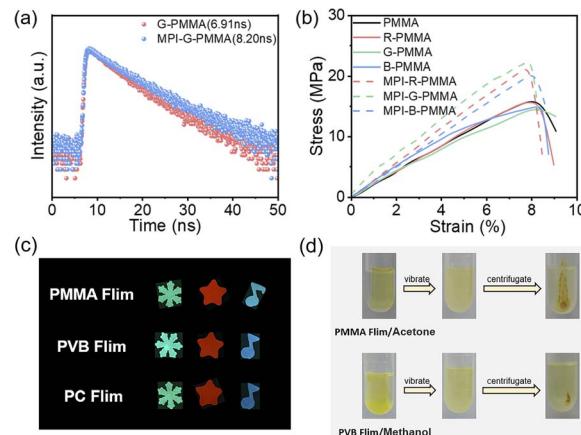 (a)
G-PMMA(6.91ns)
MPI-G-PMMA(8.20ns)
Intensity (a.u.)
0 10 20 30 40 50
Time (ns)
(b)
30
25
20
15
10
5
0
PMMA
R-PMMA
G-PMMA
B-PMMA
MPI-R-PMMA
MPI-G-PMMA
MPI-B-PMMA
Stress (MPa)
0 2 4 6 8 10
Strain (%)
(c)
PMMA Flim
PVB Flim
PC Flim
(d)
vibrate
centrifugate
PMMA Flim/Acetone
vibrate
centrifugate
PVB Flim/Methanol